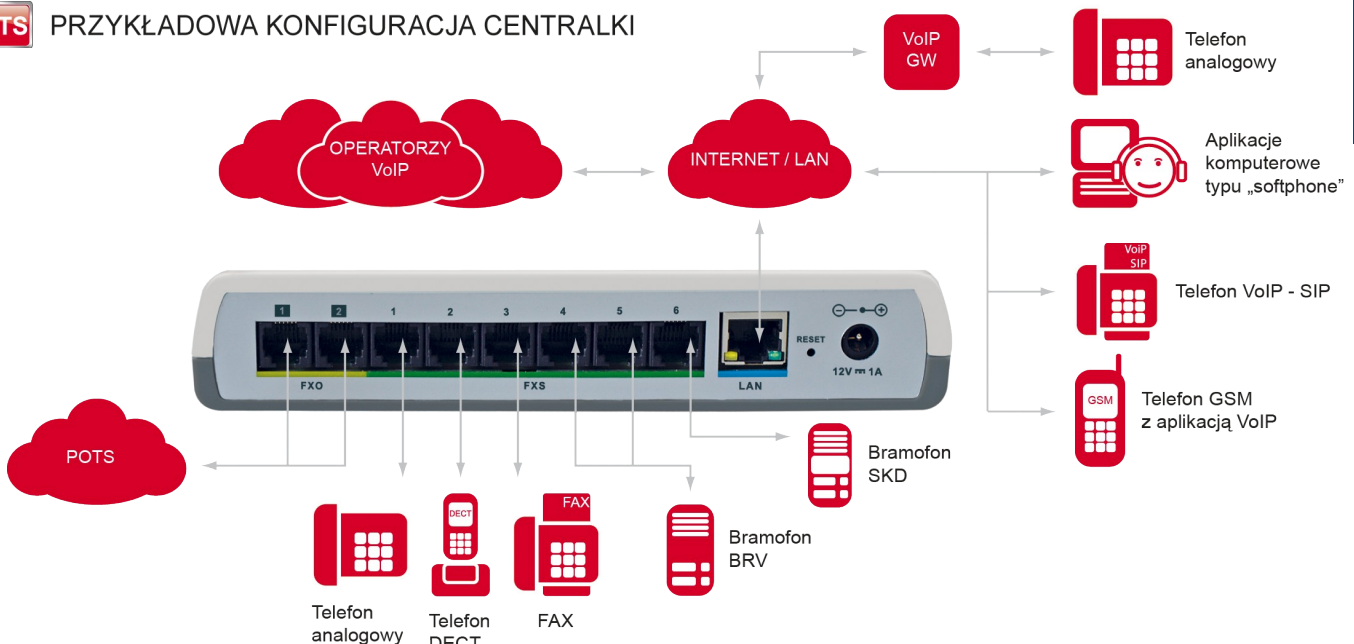 TS
PRZYKŁADOWA KONFIGURACJA CENTRALKI
VoIP
GW
Telefon
analogowy
OPERATORZY
VoIP
INTERNET / LAN
Aplikacje
komputerowe
typu „softphone”
VoiP
SIP
Telefon VoIP - SIP
1 2 1 2 3 4 5 6
RESET
12V 1A
FXO FXS LAN
GSM
Telefon GSM
z aplikacją VoIP
POTS
Bramofon
SKD
DECT
FAX
Bramofon
BRV
Telefon
analogowy
Telefon
DECT
FAX